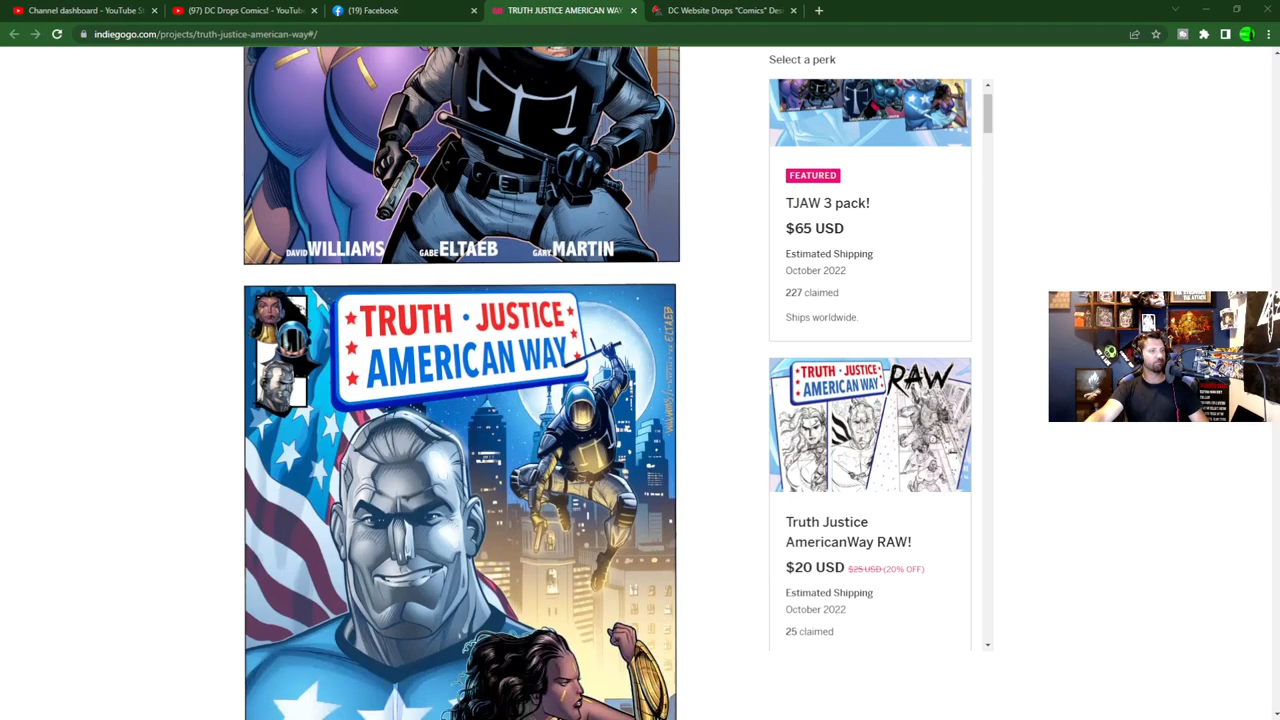 Channel dashboard - YouTube S
(97) DC Drops Comics! - YouTub
(19) Facebook
TRUTH JUSTICE AMERICAN WAY
DC Website Drops "Comics" Des
indiegogo.com/projects/truth-justice-american-way#/
DAVID WILLIAMS GABE ELTAEB GARY MARTIN
TRUTH · JUSTICE
AMERICAN WAY
ELTAEB
Select a perk
FEATURED
TJAW 3 pack!
$65 USD
Estimated Shipping
October 2022
227 claimed
Ships worldwide.
TRUTH · JUSTICE
AMERICAN WAY
RAW
Truth Justice
AmericanWay RAW!
$20 USD $25 USD (20% OFF)
Estimated Shipping
October 2022
25 claimed